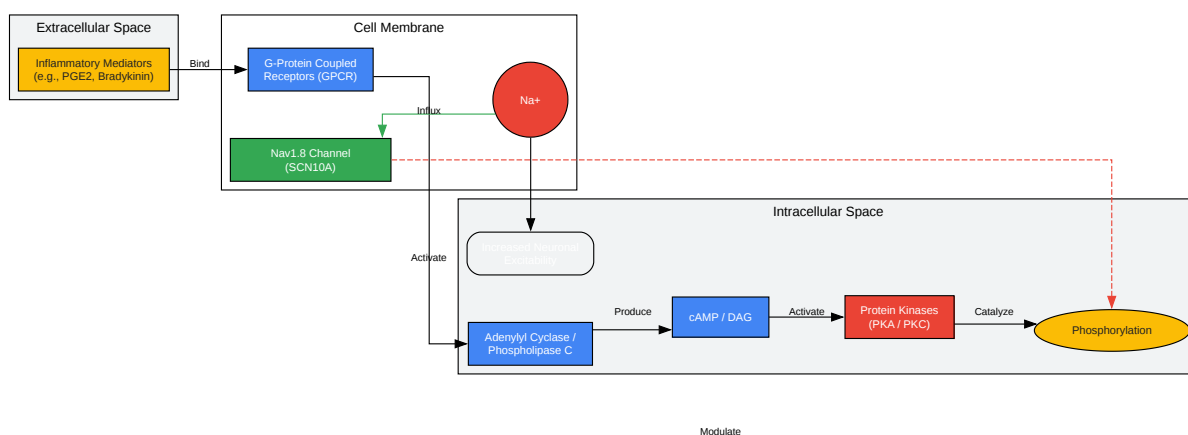 Extracellular Space
Inflammatory Mediators
(e.g., PGE2, Bradykinin)
Bind
Cell Membrane
G-Protein Coupled
Receptors (GPCR)
Na+
Influx
Nav1.8 Channel
(SCN10A)
Intracellular Space
Increased Neuronal
Excitability
Activate
Adenylyl Cyclase /
Phospholipase C
Produce
cAMP / DAG
Activate
Protein Kinases
(PKA / PKC)
Catalyze
Phosphorylation
Modulate